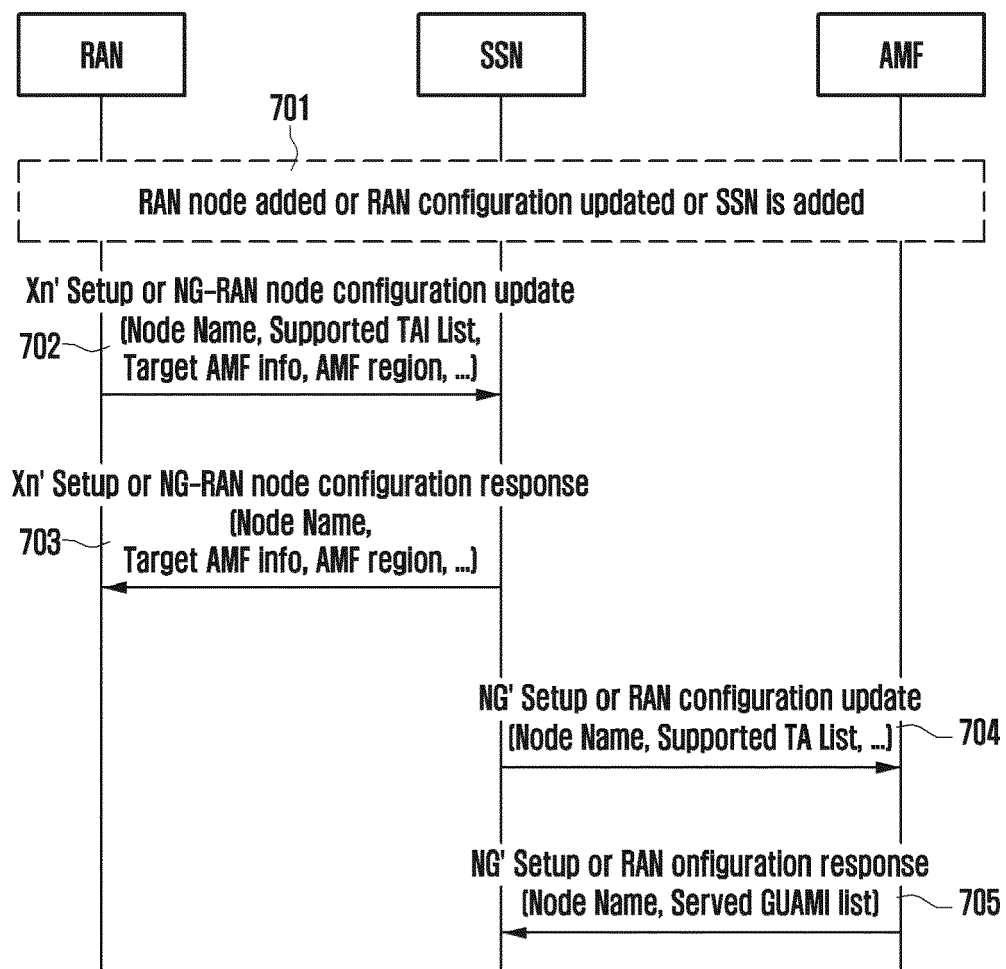 RAN
SSN
AMF
701
RAN node added or RAN configuration updated or SSN is added
Xn' Setup or NG-RAN node configuration update
702
(Node Name, Supported TAI List,
Target AMF info, AMF region, ...)
Xn' Setup or NG-RAN node configuration response
703
(Node Name,
Target AMF info, AMF region, ...)
NG' Setup or RAN configuration update
(Node Name, Supported TA List, ...)
704
NG' Setup or RAN onfiguration response
(Node Name, Served GUAMI list)
705